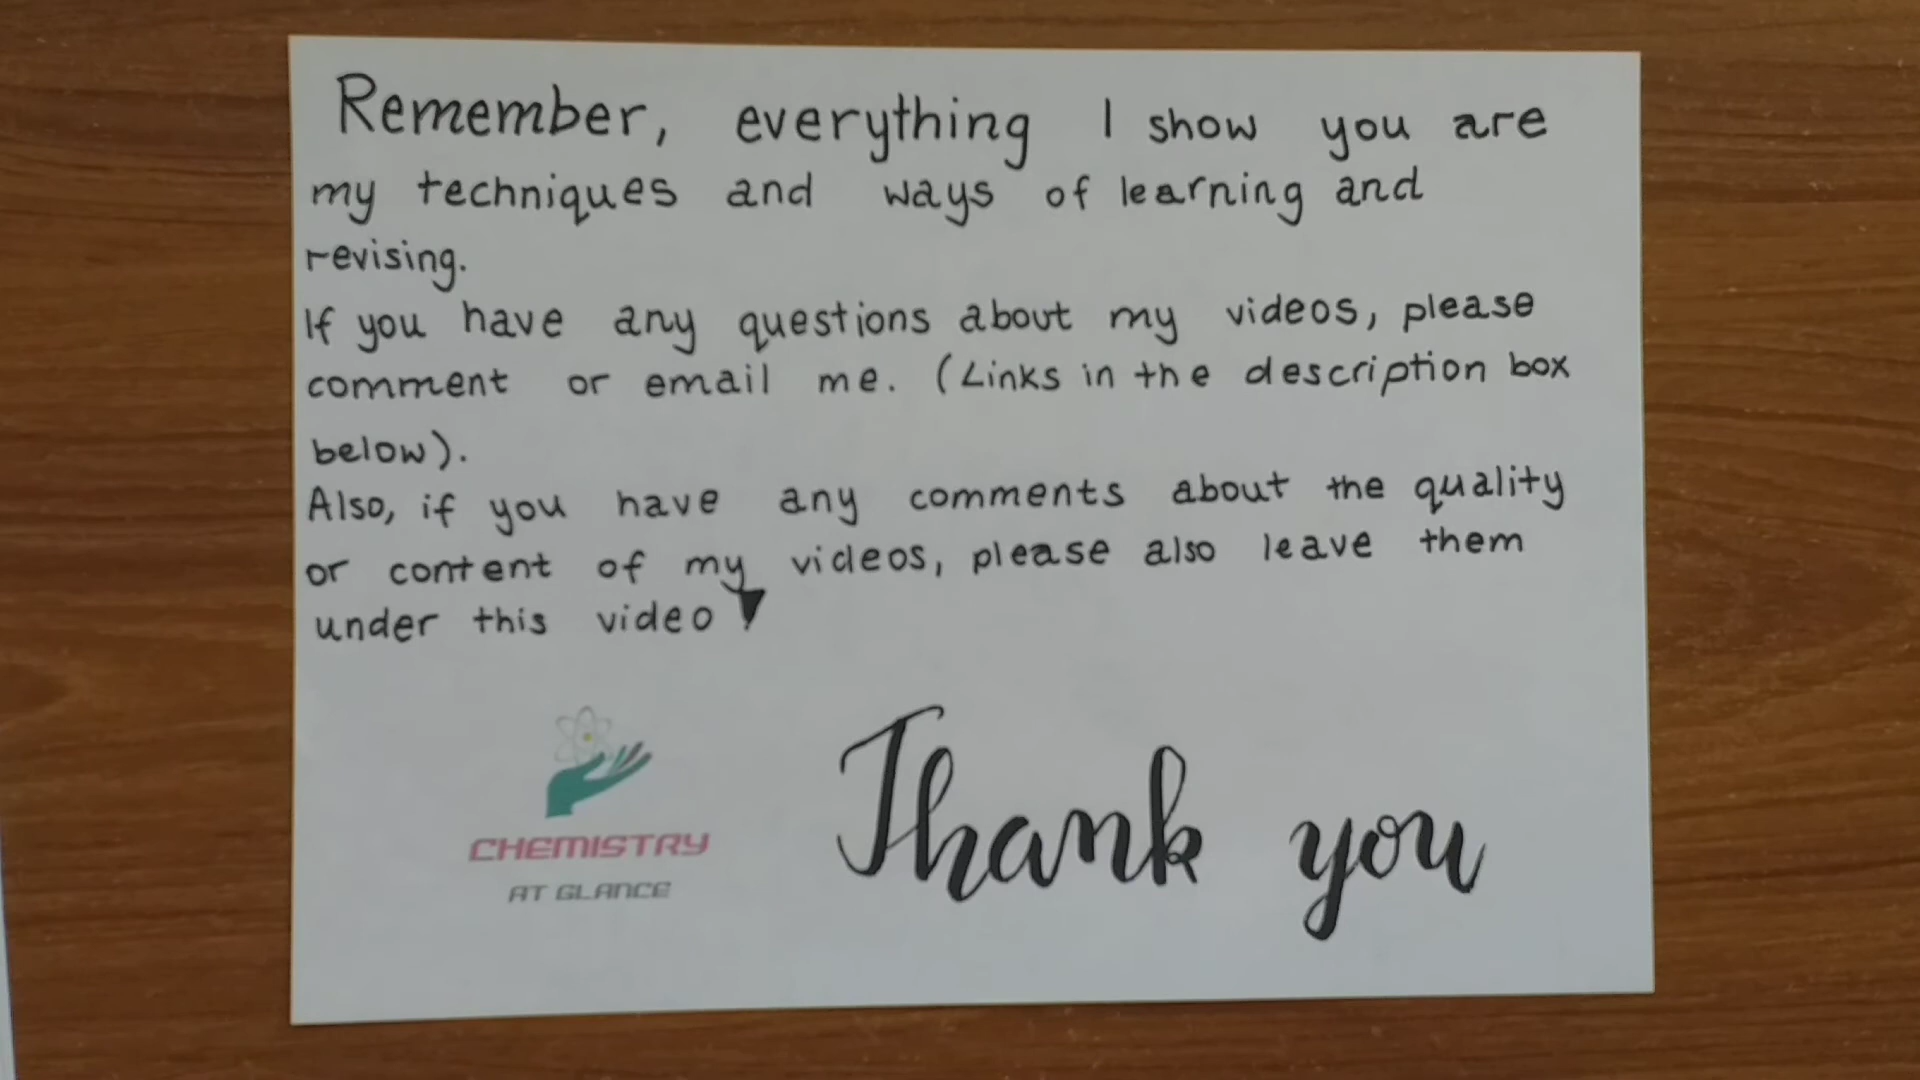 Remember, everything I show you are
my techniques and ways of learning and
revising.
If you have any questions about my videos, please
comment or email me. (Links in the description box
below).
Also, if you have any comments about the quality
or content of my videos, please also leave them
under this video
CHEMISTRY
AT GLANCE
Thank you